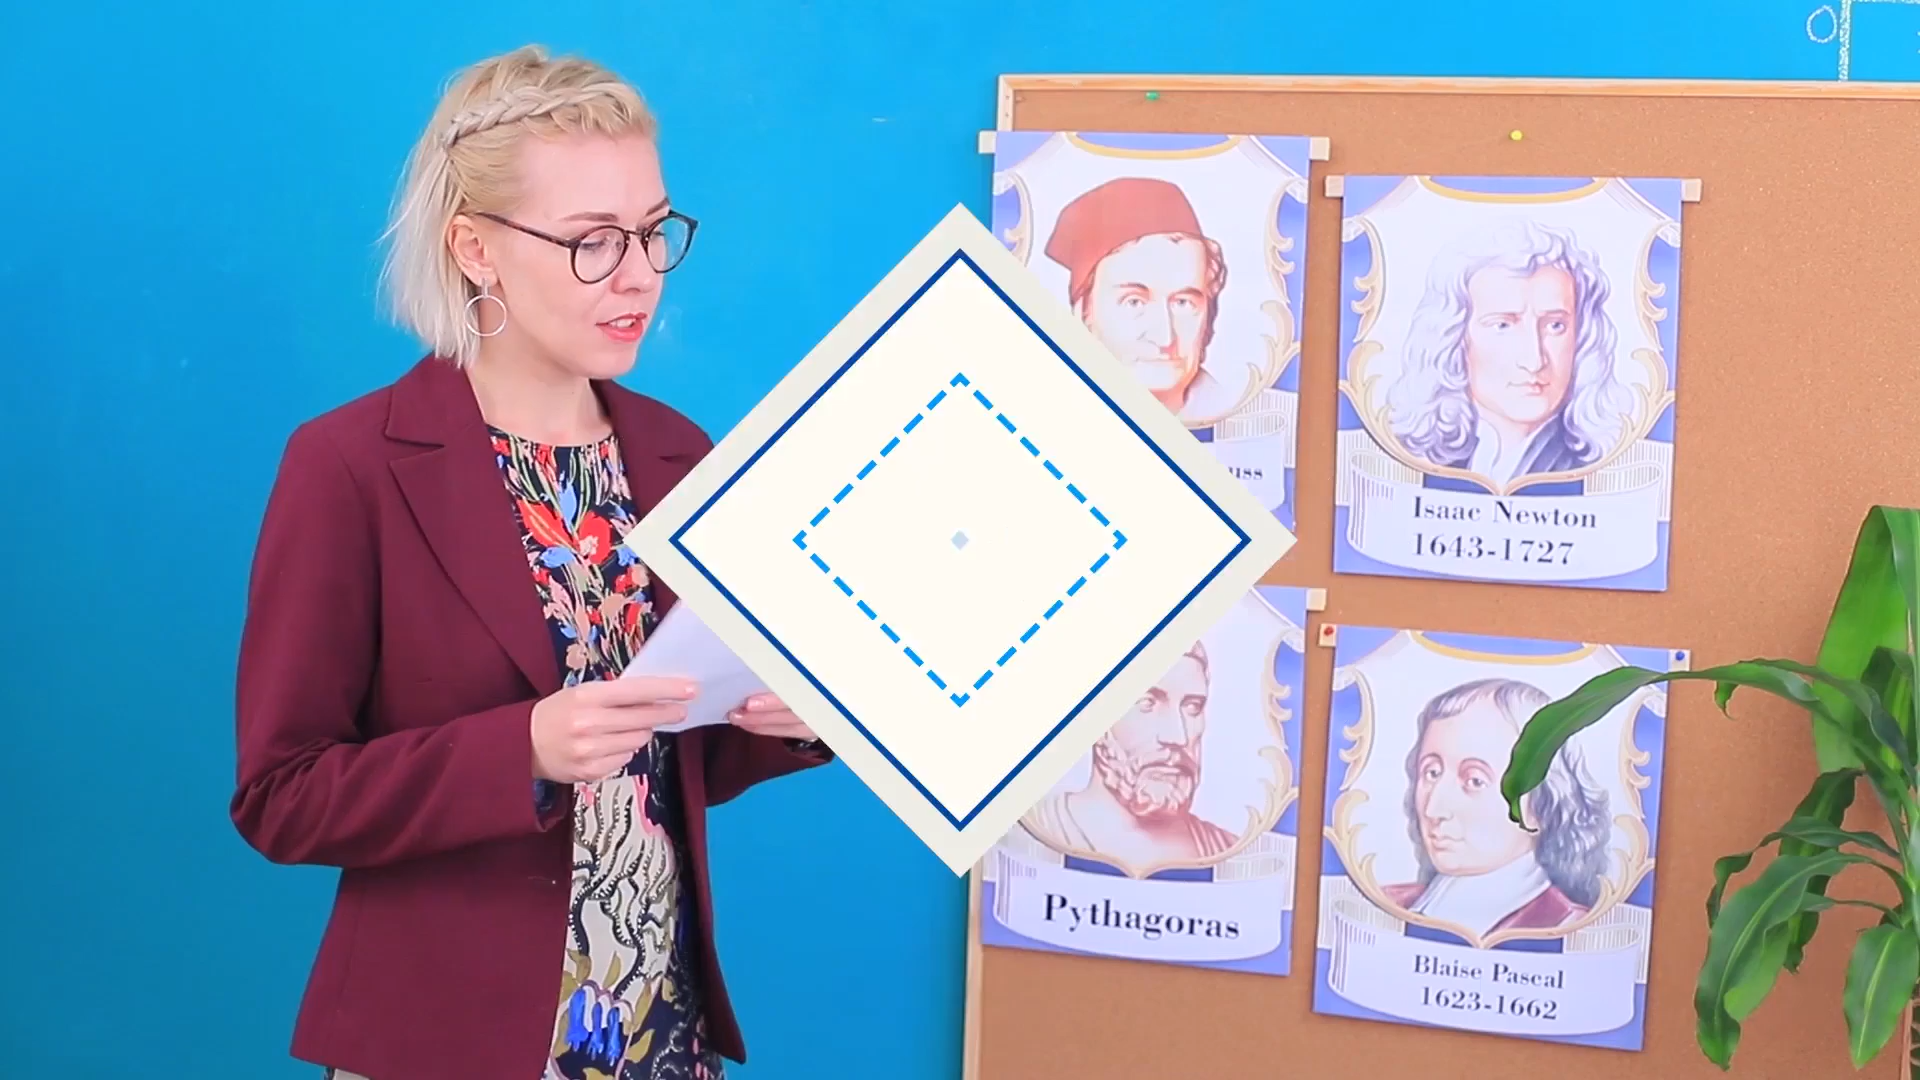 Isaac Newton
1643-1727
Pythagoras
Blaise Pascal
1623-1662